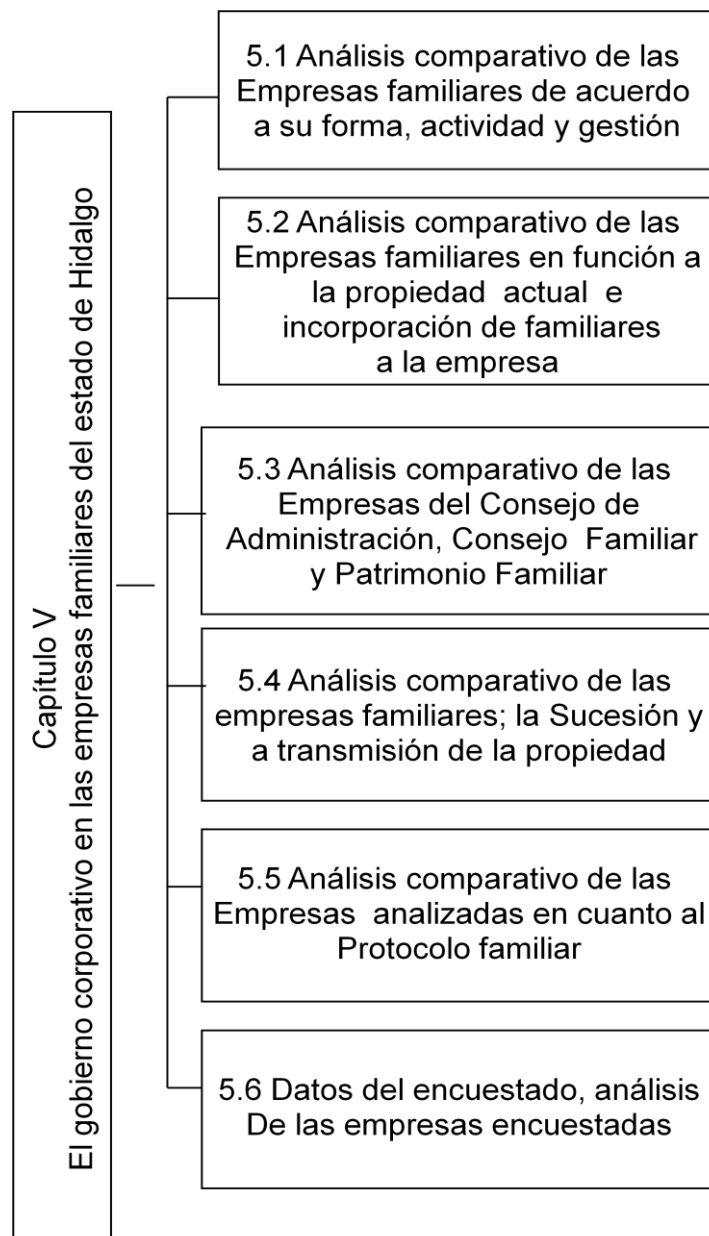 Capítulo V
El gobierno corporativo en las empresas familiares del estado de Hidalgo
5.1 Análisis comparativo de las
Empresas familiares de acuerdo
a su forma, actividad y gestión
5.2 Análisis comparativo de las
Empresas familiares en función a
la propiedad actual e
incorporación de familiares
a la empresa
5.3 Análisis comparativo de las
Empresas del Consejo de
Administración, Consejo Familiar
y Patrimonio Familiar
5.4 Análisis comparativo de las
empresas familiares; la Sucesión y
a transmisión de la propiedad
5.5 Análisis comparativo de las
Empresas analizadas en cuanto al
Protocolo familiar
5.6 Datos del encuestado, análisis
De las empresas encuestadas